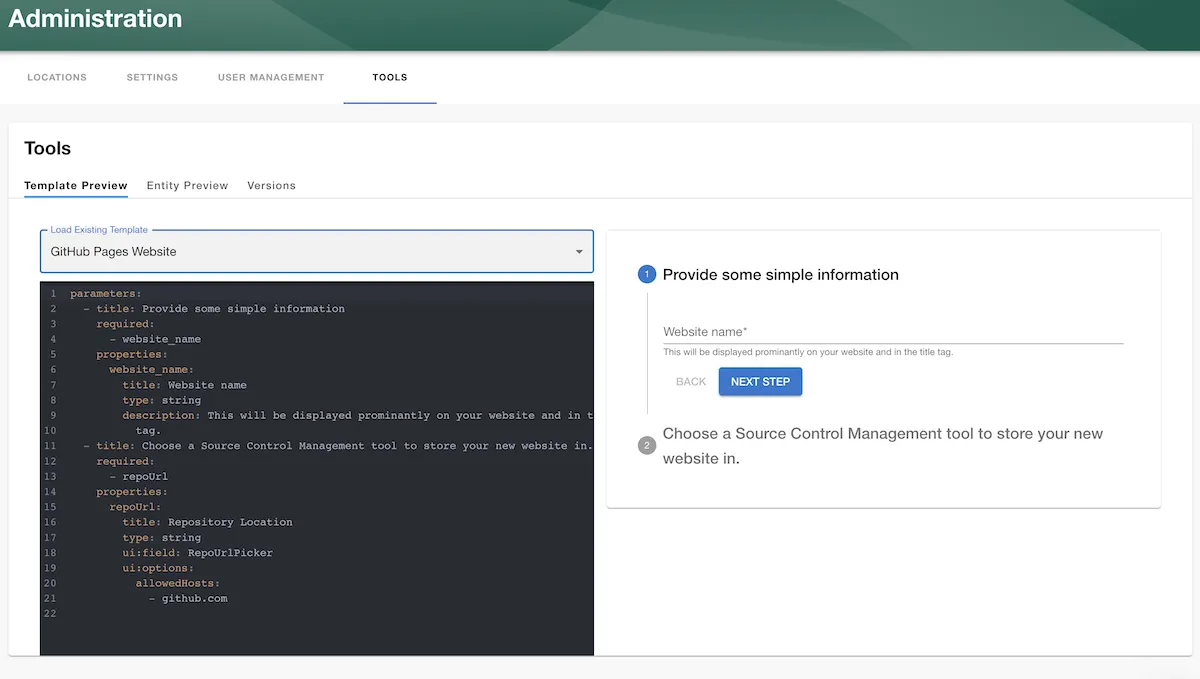 Administration
LOCATIONS SETTINGS USER MANAGEMENT TOOLS
Tools
Template Preview Entity Preview Versions
Load Existing Template
GitHub Pages Website
1 parameters:
2 - title: Provide some simple information
3 required:
4 - website_name
5 properties:
6 website_name:
7 title: Website name
8 type: string
9 description: This will be displayed prominantly on your website and in t
10 tag.
11 - title: Choose a Source Control Management tool to store your new website in.
12 required:
13 - repoUrl
14 properties:
15 repoUrl:
16 title: Repository Location
17 type: string
18 ui:field: RepoUrlPicker
19 ui:options:
20 allowedHosts:
21 - github.com
22
1 Provide some simple information
Website name*
This will be displayed prominantly on your website and in the title tag.
BACK NEXT STEP
2 Choose a Source Control Management tool to store your new
website in.